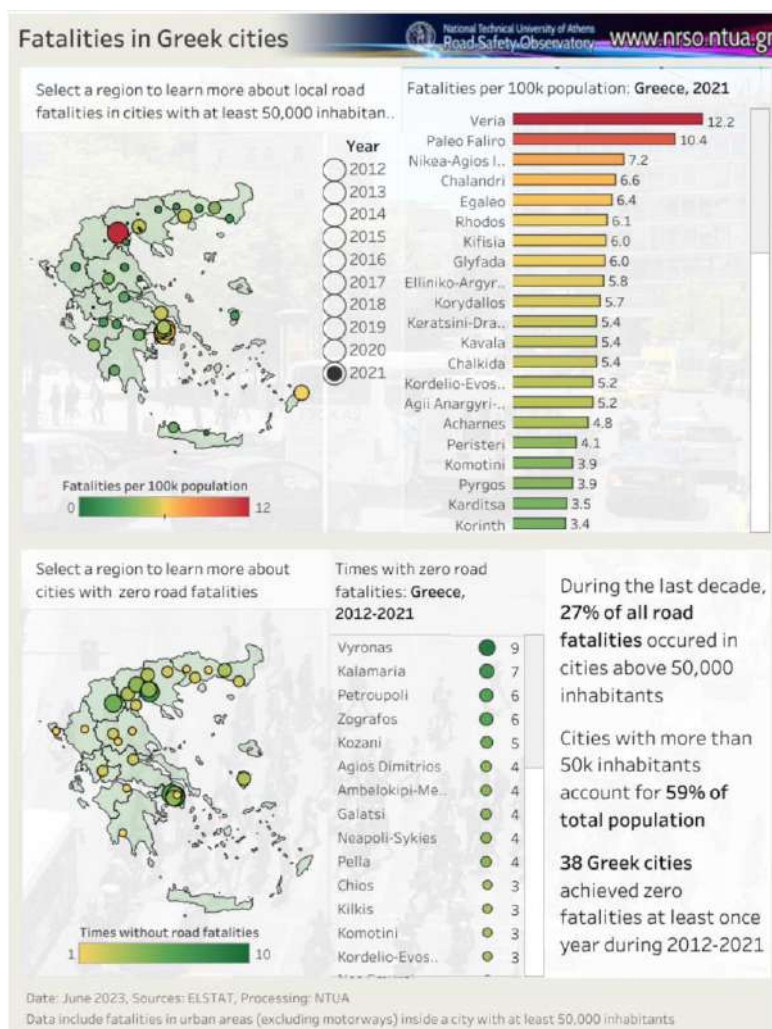 Fatalities in Greek cities
National Technical University of Athens
Road Safety Observatory
www.nrso.ntua.gr
Select a region to learn more about local road
fatalities in cities with at least 50,000 inhabitan..
Year
2012
2013
2014
2015
2016
2017
2018
2019
2020
2021
Fatalities per 100k population
0 12
Fatalities per 100k population: Greece, 2021
Veria 12.2
Paleo Faliro 10.4
Nikea-Agios I.. 7.2
Chalandri 6.6
Egaleo 6.4
Rhodos 6.1
Kifisia 6.0
Glyfada 6.0
Elliniko-Argyr.. 5.8
Korydallos 5.7
Keratsini-Dra.. 5.4
Kavala 5.4
Chalkida 5.4
Kordelio-Evos.. 5.2
Agii Anargyri-.. 5.2
Acharnes 4.8
Peristeri 4.1
Komotini 3.9
Pyrgos 3.9
Karditsa 3.5
Korinth 3.4
Select a region to learn more about
cities with zero road fatalities
Times without road fatalities
1 10
Times with zero road
fatalities: Greece,
2012-2021
Vyronas 9
Kalamaria 7
Petroupoli 6
Zografos 6
Kozani 5
Agios Dimitrios 4
Ambelokipi-Me.. 4
Galatsi 4
Neapoli-Sykies 4
Pella 4
Chios 3
Kilkis 3
Komotini 3
Kordelio-Evos.. 3
During the last decade,
27% of all road
fatalities occured in
cities above 50,000
inhabitants
Cities with more than
50k inhabitants
account for 59% of
total population
38 Greek cities
achieved zero
fatalities at least once
year during 2012-2021
Date: June 2023, Sources: ELSTAT, Processing: NTUA
Data include fatalities in urban areas (excluding motorways) inside a city with at least 50,000 inhabitants